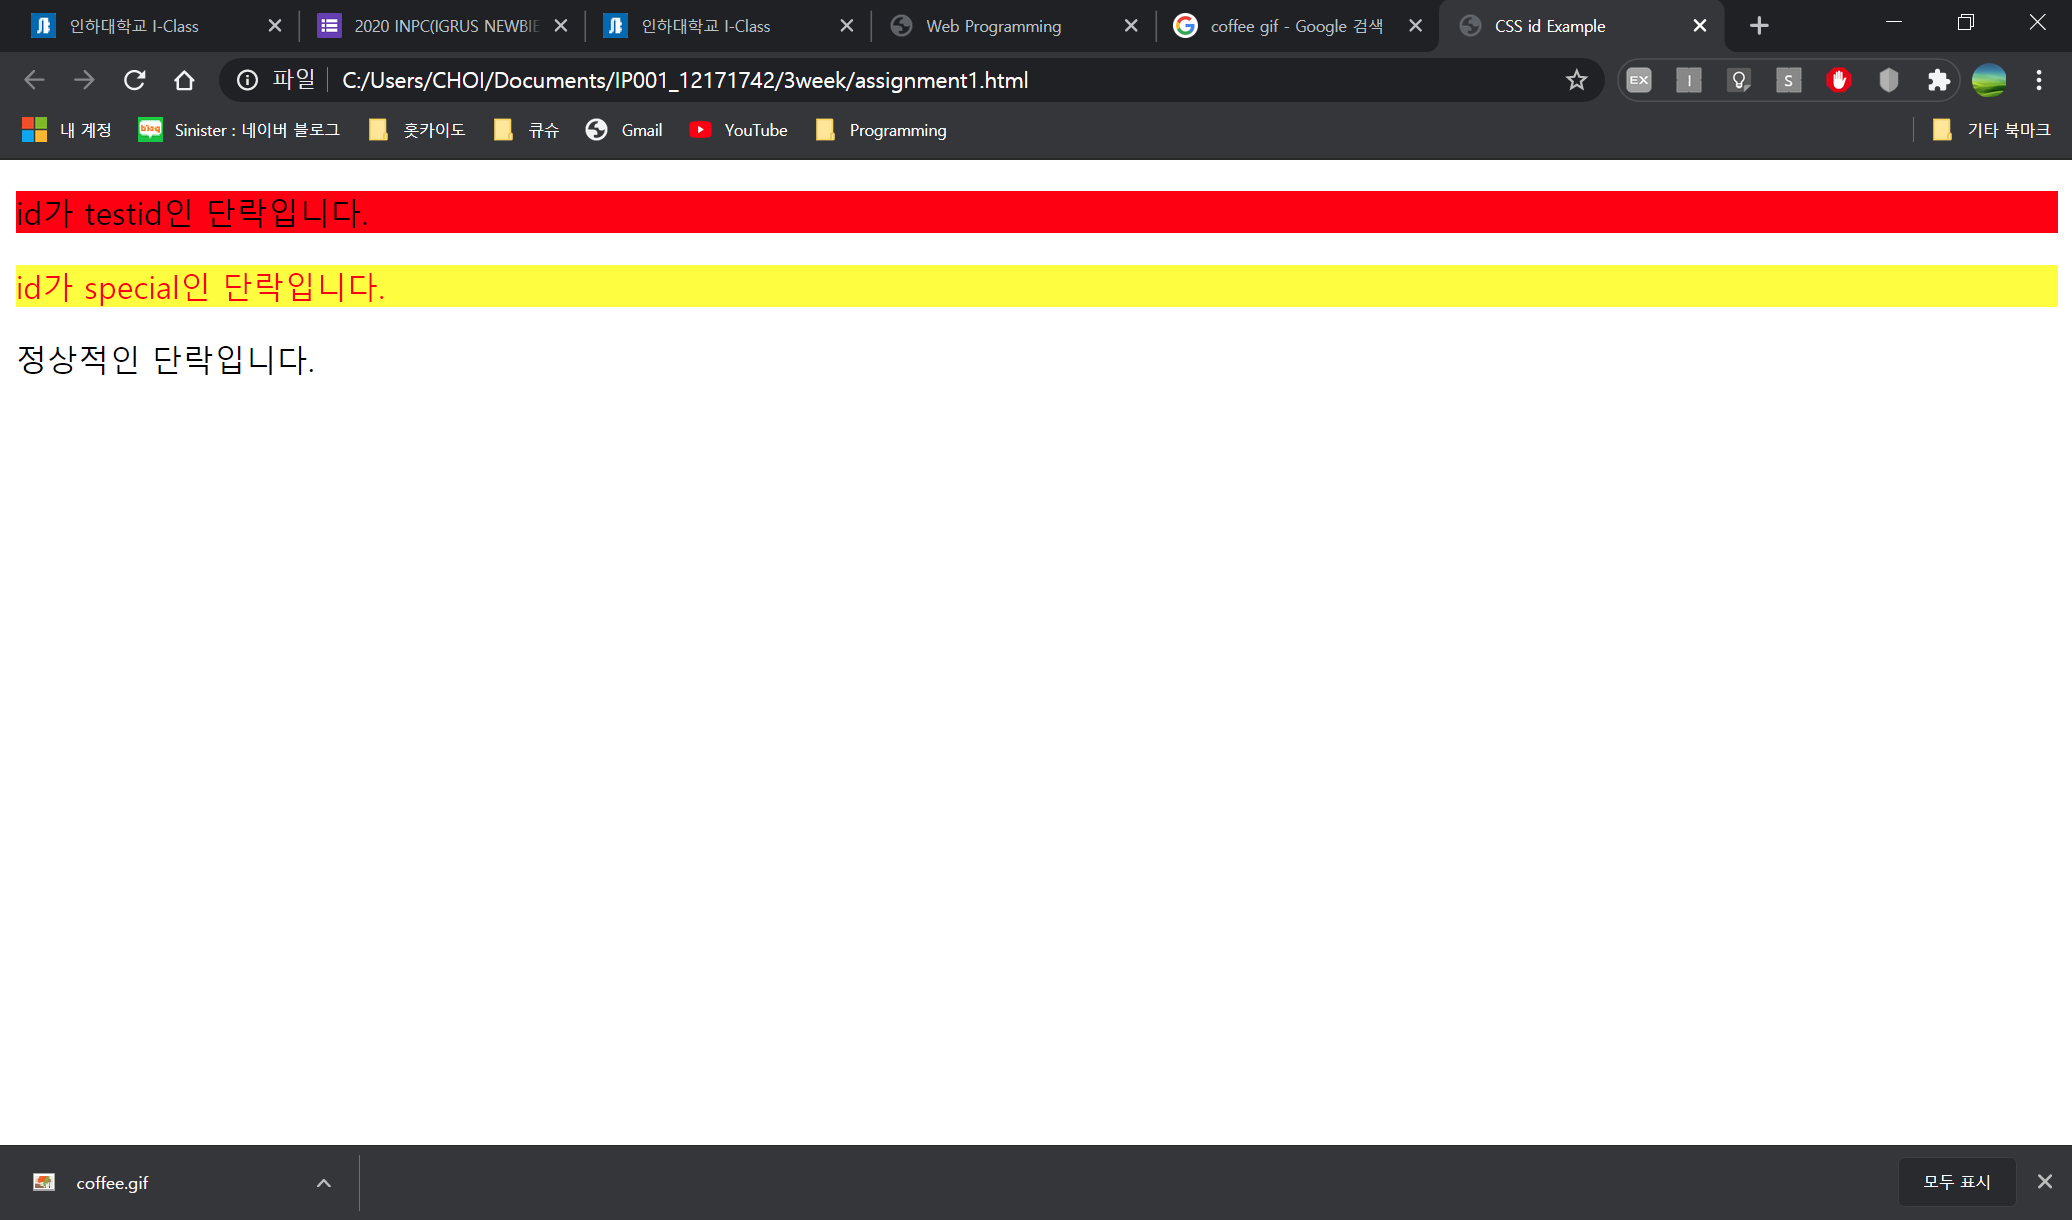 인하대학교 I-Class
2020 INPC(IGRUS NEWBIE
인하대학교 I-Class
Web Programming
coffee gif - Google 검색
CSS id Example
파일
C:/Users/CHOI/Documents/IP001_12171742/3week/assignment1.html
EX
I
S
내 계정
blog
Sinister : 네이버 블로그
홋카이도
큐슈
Gmail
YouTube
Programming
기타 북마크
id가 testid인 단락입니다.
id가 special인 단락입니다.
정상적인 단락입니다.
coffee.gif
모두 표시